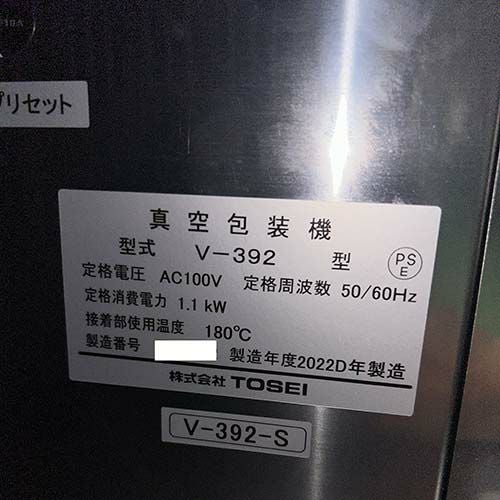 10A
プリセット
真空包装機
型式 V-392 型
PS
E
定格電圧 AC100V 定格周波数 50/60Hz
定格消費電力 1.1 kW
接着部使用温度 180℃
製造番号 製造年度2022D年製造
株式会社 TOSEI
V-392-S